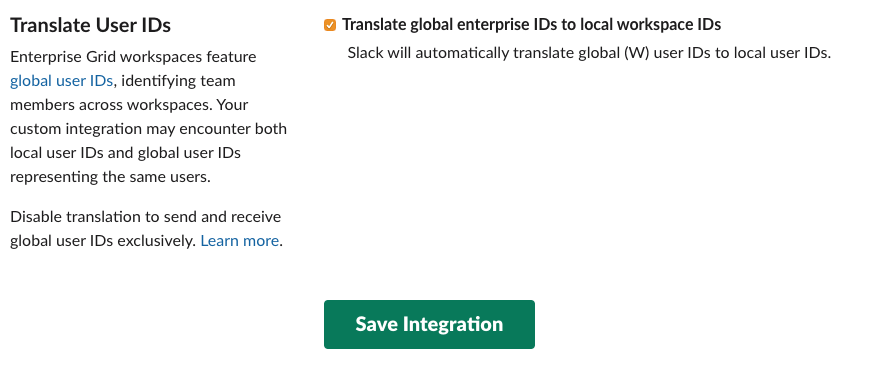 Translate User IDs
Enterprise Grid workspaces feature
global user IDs, identifying team
members across workspaces. Your
custom integration may encounter both
local user IDs and global user IDs
representing the same users.
Disable translation to send and receive
global user IDs exclusively. Learn more.
Translate global enterprise IDs to local workspace IDs
Slack will automatically translate global (W) user IDs to local user IDs.
Save Integration